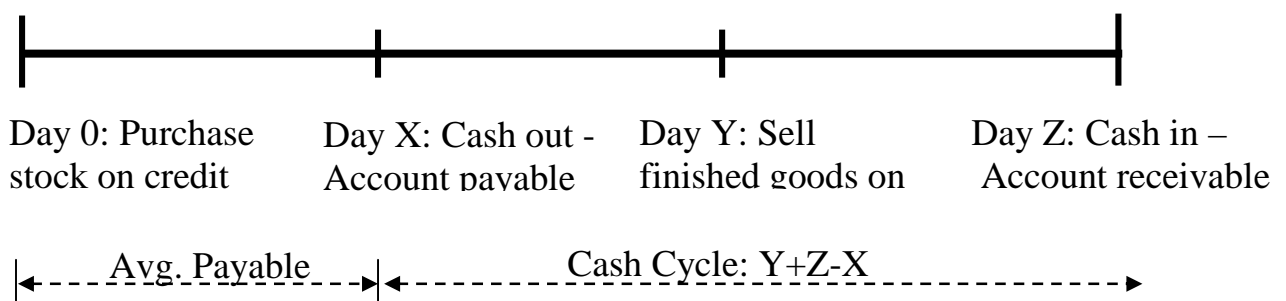 Day 0: Purchase
stock on credit
Day X: Cash out -
Account payable
Day Y: Sell
finished goods on
Day Z: Cash in –
Account receivable
Avg. Payable
Cash Cycle: Y+Z-X